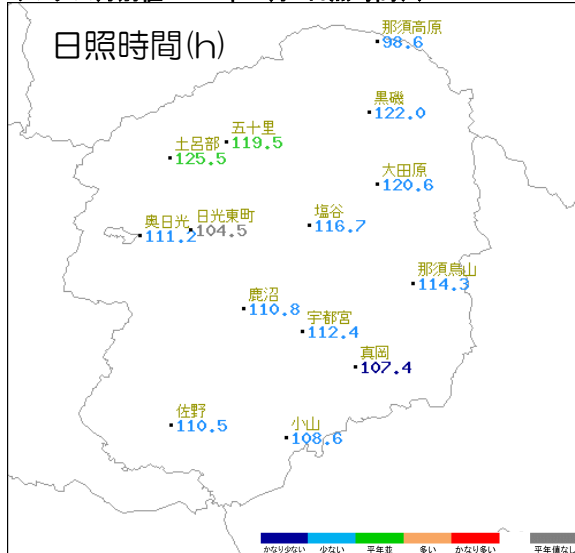 日照時間(h)
那須高原
98.6
黒磯
122.0
五十里
119.5
土呂部
125.5
大田原
120.6
塩谷
116.7
日光東町
104.5
奥日光
111.2
那須烏山
114.3
鹿沼
110.8
宇都宮
112.4
真岡
107.4
佐野
110.5
小山
108.6
かなり少ない 少ない 平年並 多い かなり多い 平年値なし